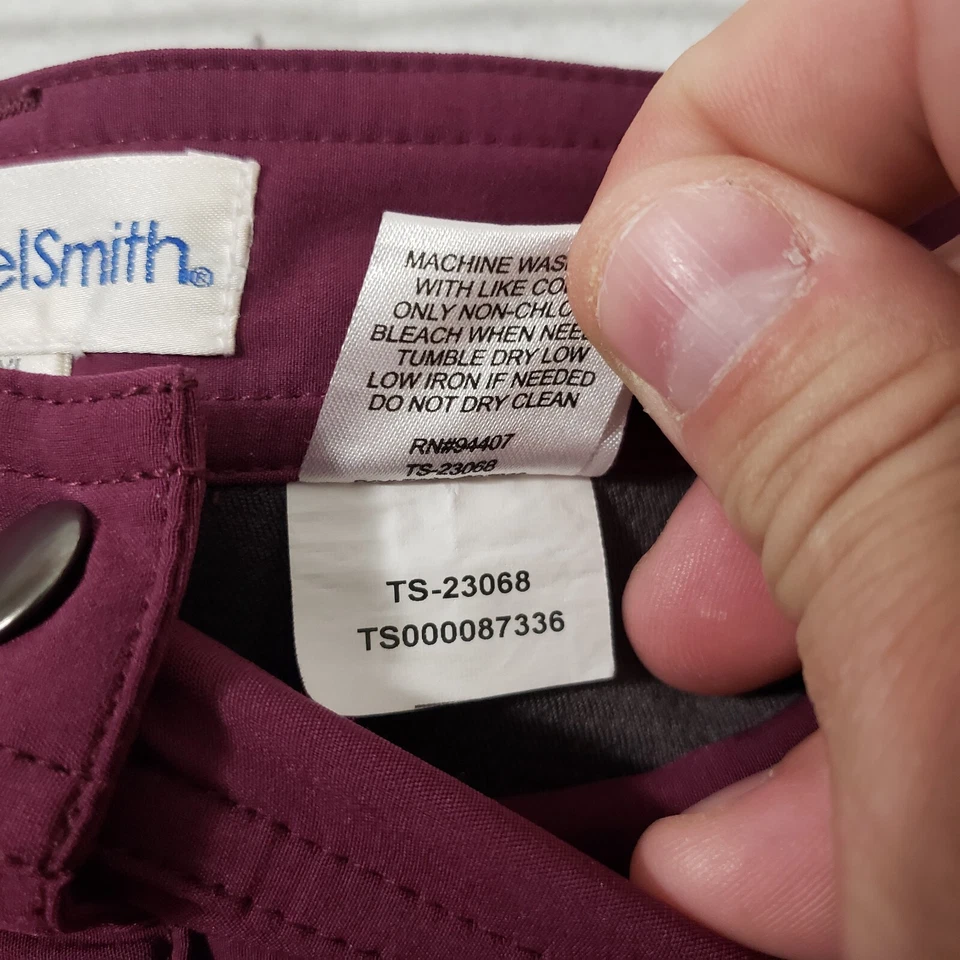 elSmith®
MACHINE WAS
WITH LIKE CO
ONLY NON-CHLO
BLEACH WHEN NEE
TUMBLE DRY LOW
LOW IRON IF NEEDED
DO NOT DRY CLEAN
RN#94407
TS-23068
TS-23068
TS000087336